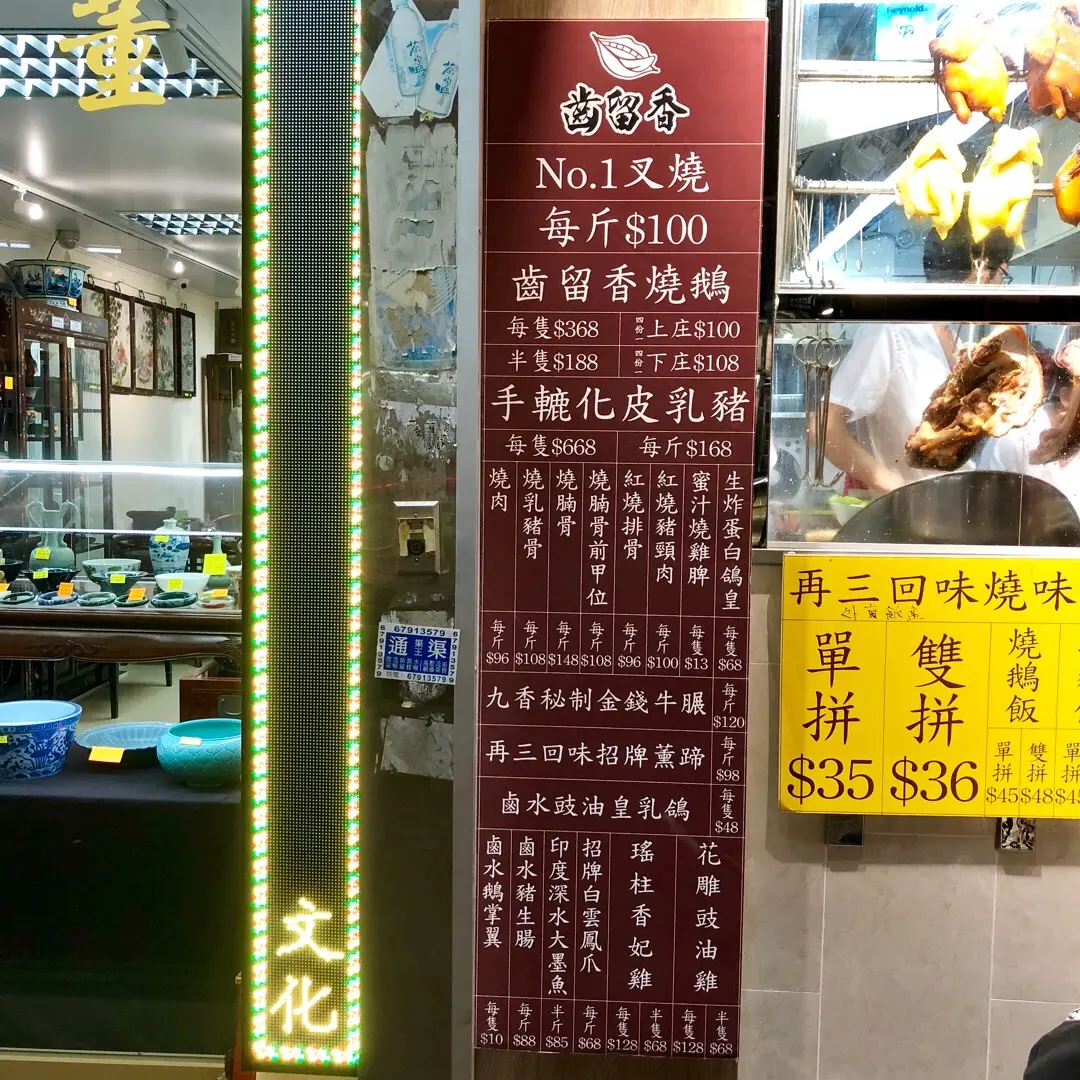 董
文化
茶皇
67913579
通渠
渠王
67913579
齒留香
No.1叉燒
每斤$100
齒留香燒鵝
每隻$368
四份一上庄$100
半隻$188
四份一下庄$108
手轆化皮乳豬
每隻$668
每斤$168
燒肉
每斤$96
燒乳豬骨
每斤$108
燒腩骨
每斤$148
燒腩骨前甲位
每斤$108
紅燒排骨
每斤$96
紅燒豬頸肉
每斤$100
蜜汁燒雞脾
每隻$13
生炸蛋白鴿皇
每隻$68
九香秘制金錢牛𦟌
每斤$120
再三回味招牌薰蹄
每斤$98
鹵水豉油皇乳鴿
每隻$48
鹵水鵝掌翼
每隻$10
鹵水豬生腸
每斤$88
印度深水大墨魚
半斤$85
招牌白雲鳳爪
每斤$68
瑤柱香妃雞
每隻$128
半隻$68
花雕豉油雞
每隻$128
半隻$68
Reynolds
再三回味燒味
單拼
$35
雙拼
$36
燒鵝飯
單拼
$45
雙拼
$48
單拼